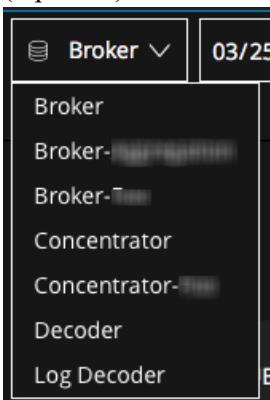 Broker
03/25
Broker
Broker-
Broker-
Concentrator
Concentrator-
Decoder
Log Decoder